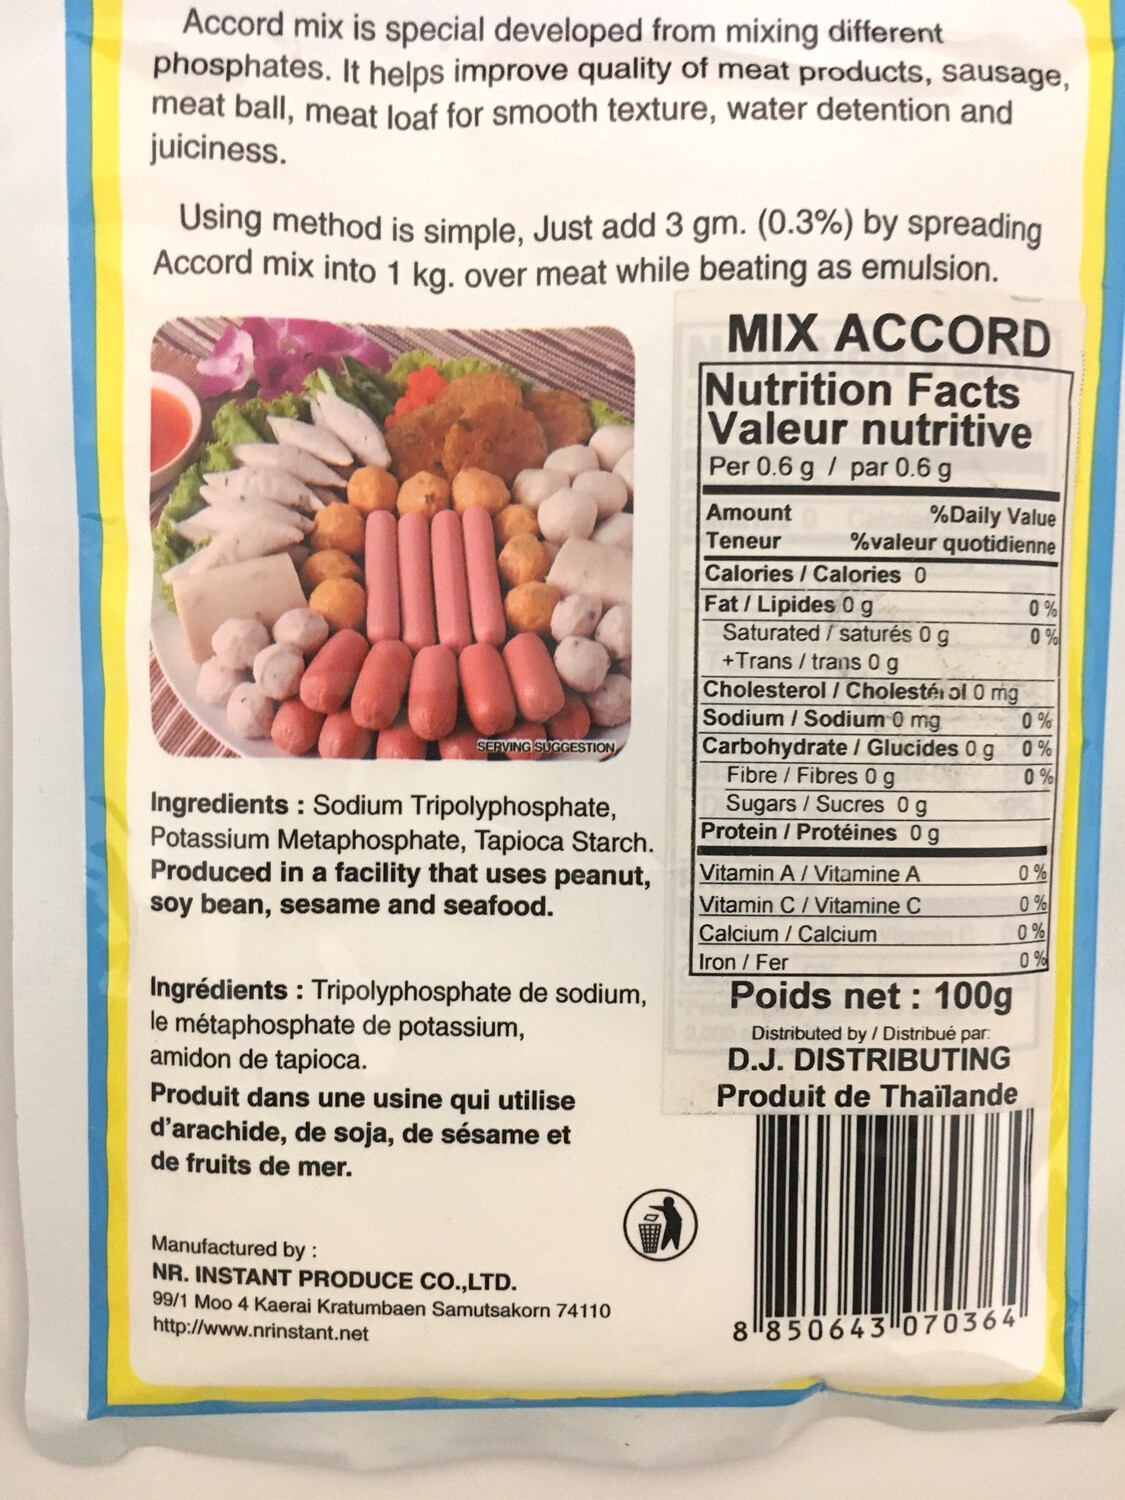 Accord mix is special developed from mixing different
phosphates. It helps improve quality of meat products, sausage,
meat ball, meat loaf for smooth texture, water detention and
juiciness.
Using method is simple, Just add 3 gm. (0.3%) by spreading
Accord mix into 1 kg. over meat while beating as emulsion.
SERVING SUGGESTION
Ingredients : Sodium Tripolyphosphate,
Potassium Metaphosphate, Tapioca Starch.
Produced in a facility that uses peanut,
soy bean, sesame and seafood.
Ingrédients : Tripolyphosphate de sodium,
le métaphosphate de potassium,
amidon de tapioca.
Produit dans une usine qui utilise
d'arachide, de soja, de sésame et
de fruits de mer.
Manufactured by :
NR. INSTANT PRODUCE CO.,LTD.
99/1 Moo 4 Kaerai Kratumbaen Samutsakorn 74110
http://www.nrinstant.net
MIX ACCORD
Nutrition Facts
Valeur nutritive
Per 0.6 g / par 0.6 g
Amount %Daily Value
Teneur %valeur quotidienne
Calories / Calories 0
Fat / Lipides 0 g 0 %
Saturated / saturés 0 g 0 %
+Trans / trans 0 g
Cholesterol / Cholestérol 0 mg
Sodium / Sodium 0 mg 0 %
Carbohydrate / Glucides 0 g 0 %
Fibre / Fibres 0 g 0 %
Sugars / Sucres 0 g
Protein / Protéines 0 g
Vitamin A / Vitamine A 0 %
Vitamin C / Vitamine C 0 %
Calcium / Calcium 0 %
Iron / Fer 0 %
Poids net : 100g
Distributed by / Distribué par:
D.J. DISTRIBUTING
Produit de Thaïlande
8 850643 070364